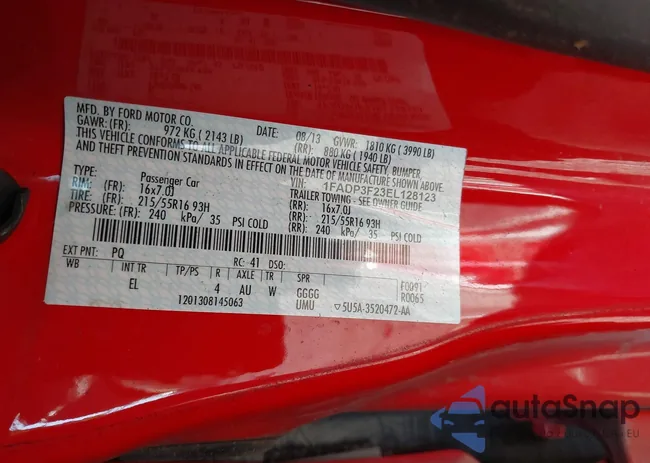 MFD. BY FORD MOTOR CO.
DATE: 08/13 GVWR: 1810 KG ( 3990 LB)
GAWR: (FR): 972 KG ( 2143 LB) (RR): 880 KG ( 1940 LB)
THIS VEHICLE CONFORMS TO ALL APPLICABLE FEDERAL MOTOR VEHICLE SAFETY, BUMPER
AND THEFT PREVENTION STANDARDS IN EFFECT ON THE DATE OF MANUFACTURE SHOWN ABOVE.
VIN: 1FADP3F23EL128123
TYPE: Passenger Car TRAILER TOWING - SEE OWNER GUIDE
RIM: 16x7.0J (RR): 16x7.0J
TIRE: 215/55R16 93H (RR): 215/55R16 93H
PRESSURE: (FR) 240 kPa/ 35 PSI COLD (RR): 240 kPa/ 35 PSI COLD
EXT PNT: PQ RC: 41 DSO: F0091
WB INT TR TP/PS R AXLE TR SPR R0065
EL 4 AU W GGGG
1201308145063 UMU ▽5U5A-3520472-AA
autoSnap